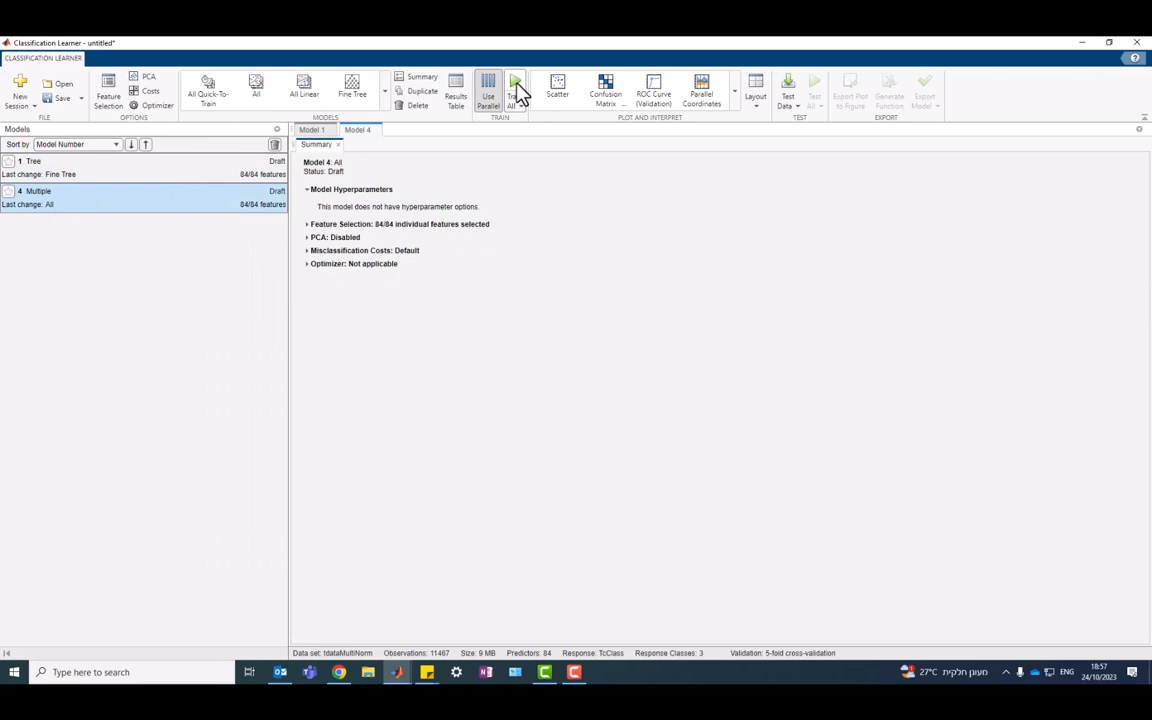 Classification Learner - untitled*
CLASSIFICATION LEARNER
New Session
Open
Save
FILE
Feature Selection
PCA
Costs
Optimizer
OPTIONS
All Quick-To-Train
All
All Linear
Fine Tree
MODELS
Summary
Duplicate
Delete
Results Table
Use Parallel
All
TRAIN
Scatter
Confusion Matrix
ROC Curve (Validation)
Parallel Coordinates
PLOT AND INTERPRET
Layout
Test Data
Test All
TEST
Export Plot to Figure
Generate Function
Export Model
EXPORT
Models
Sort by Model Number
1 Tree Draft
Last change: Fine Tree 84/84 features
4 Multiple Draft
Last change: All 84/84 features
Model 1 Model 4
Summary
Model 4: All
Status: Draft
Model Hyperparameters
This model does not have hyperparameter options.
Feature Selection: 84/84 individual features selected
PCA: Disabled
Misclassification Costs: Default
Optimizer: Not applicable
Data set: tdataMultiNorm Observations: 11467 Size: 9 MB Predictors: 84 Response: TcClass Response Classes: 3 Validation: 5-fold cross-validation
Type here to search
27°C מעונן חלקית
ENG
18:57
24/10/2023